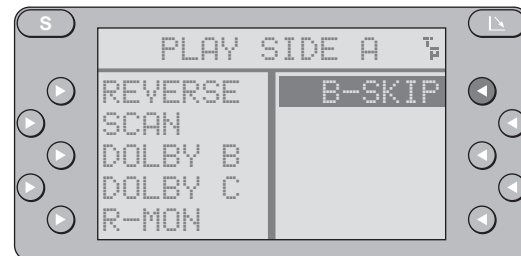 S
PLAY SIDE A
REVERSE
B-SKIP
SCAN
DOLBY B
DOLBY C
R-MON